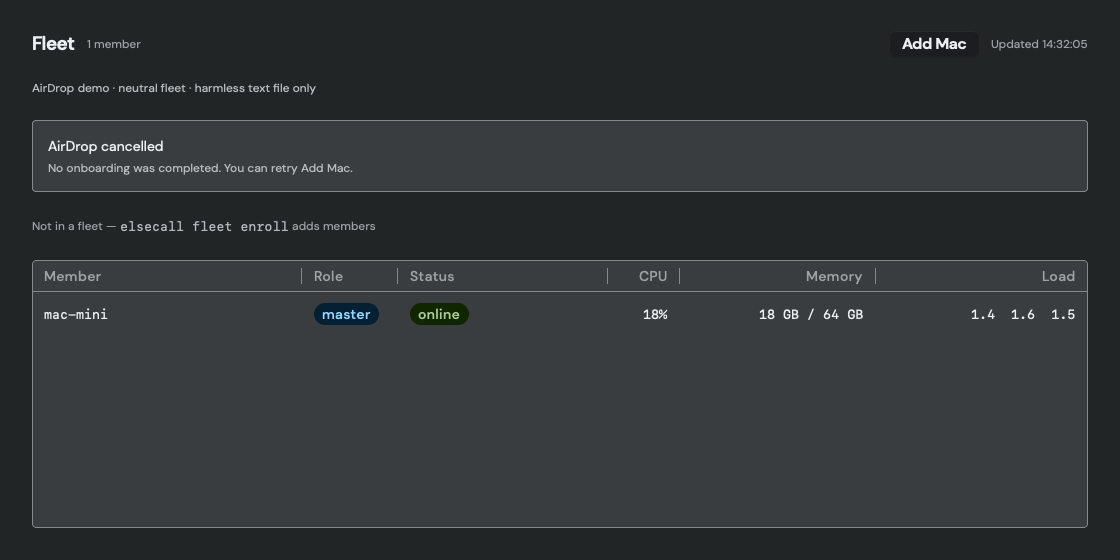 Fleet 1 member Add Mac Updated 14:32:05
AirDrop demo · neutral fleet · harmless text file only
AirDrop cancelled
No onboarding was completed. You can retry Add Mac.
Not in a fleet — elsecall fleet enroll adds members
Member Role Status CPU Memory Load
mac-mini master online 18% 18 GB / 64 GB 1.4 1.6 1.5